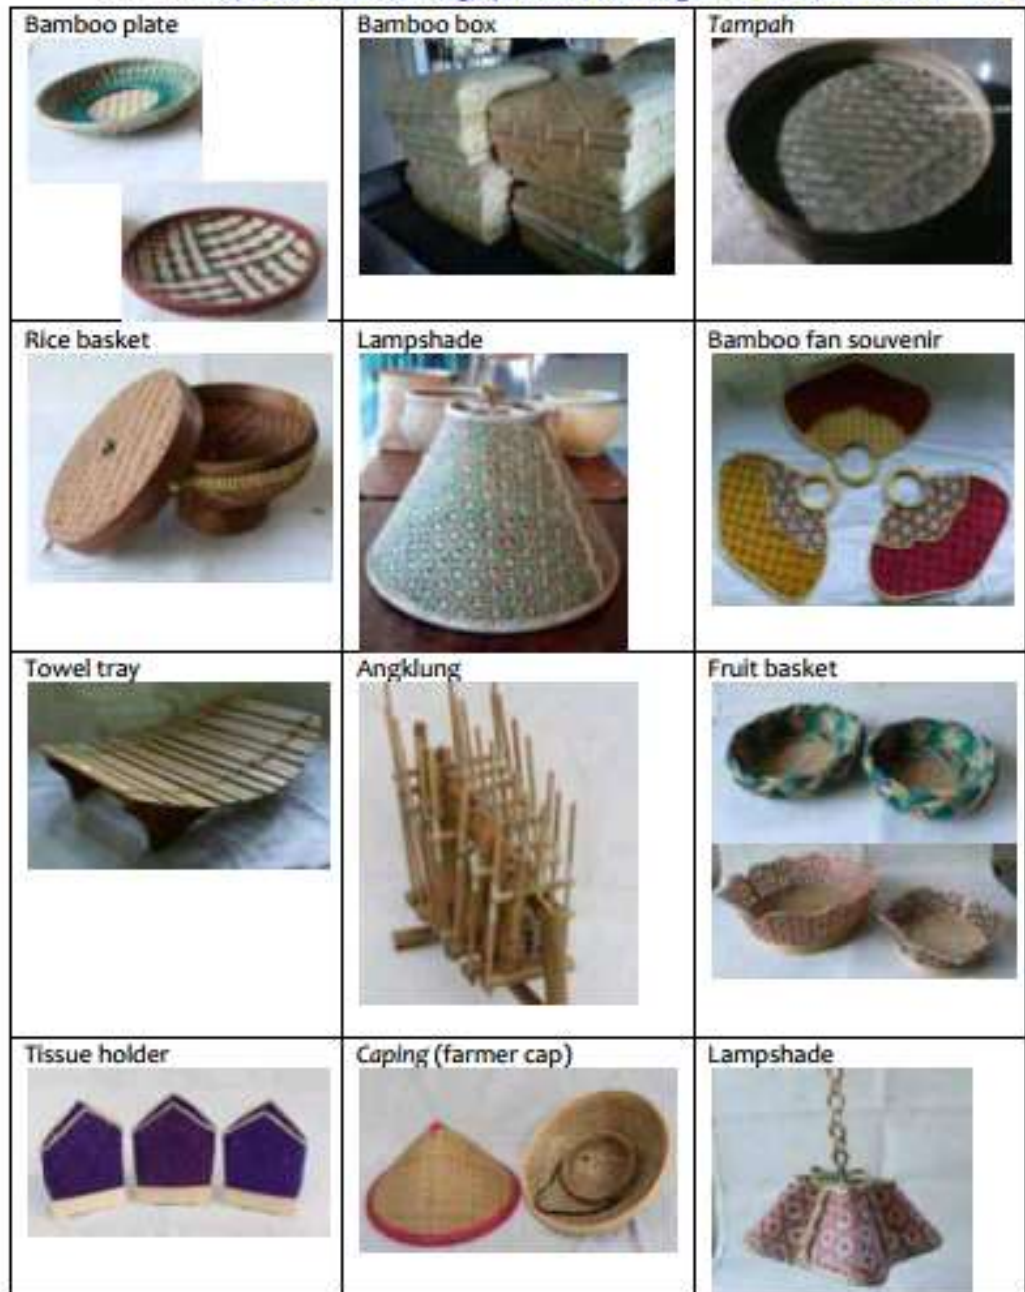 Bamboo plate
Bamboo box
Tampah
Rice basket
Lampshade
Bamboo fan souvenir
Towel tray
Angklung
Fruit basket
Tissue holder
Caping (farmer cap)
Lampshade